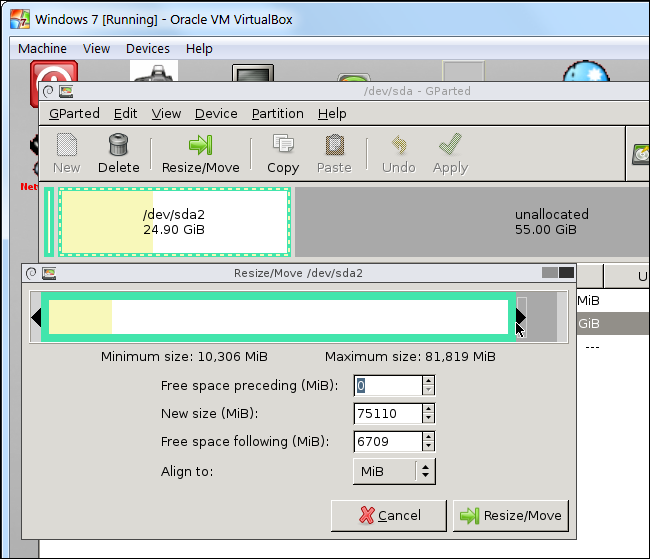 Windows 7 [Running] - Oracle VM VirtualBox
Machine View Devices Help
/dev/sda - GParted
GParted Edit View Device Partition Help
New Delete Resize/Move Copy Paste Undo Apply
Net
/dev/sda2
24.90 GiB
unallocated
55.00 GiB
Resize/Move /dev/sda2
U
MiB
GiB
---
Minimum size: 10,306 MiB Maximum size: 81,819 MiB
Free space preceding (MiB): 0
New size (MiB): 75110
Free space following (MiB): 6709
Align to: MiB
Cancel Resize/Move